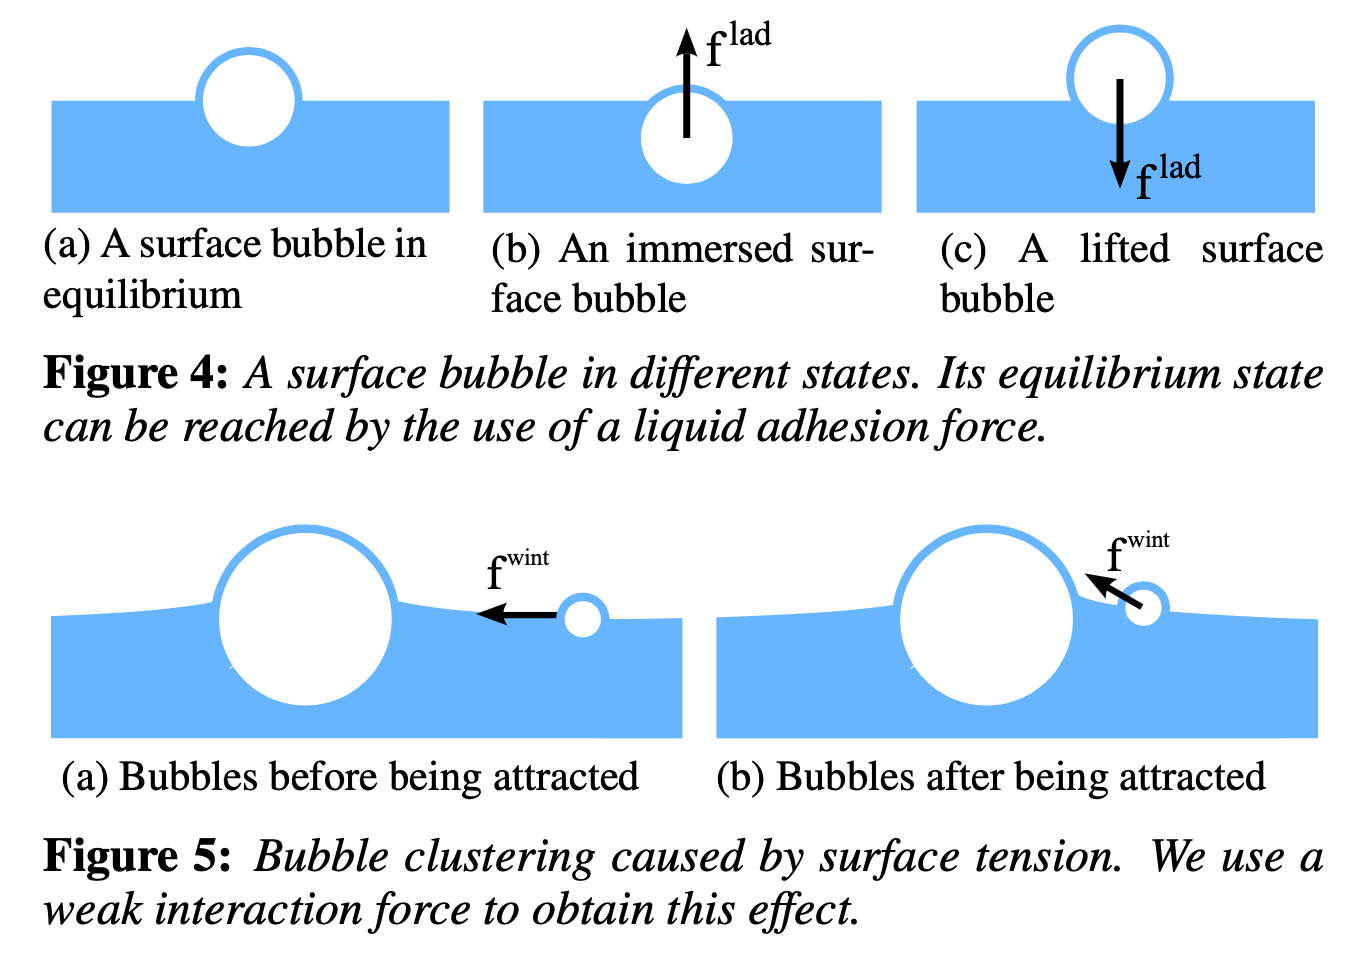 f^lad
f^lad
(a) A surface bubble in
equilibrium
(b) An immersed sur-
face bubble
(c) A lifted surface
bubble
Figure 4: A surface bubble in different states. Its equilibrium state
can be reached by the use of a liquid adhesion force.
f^wint
f^wint
(a) Bubbles before being attracted
(b) Bubbles after being attracted
Figure 5: Bubble clustering caused by surface tension. We use a
weak interaction force to obtain this effect.